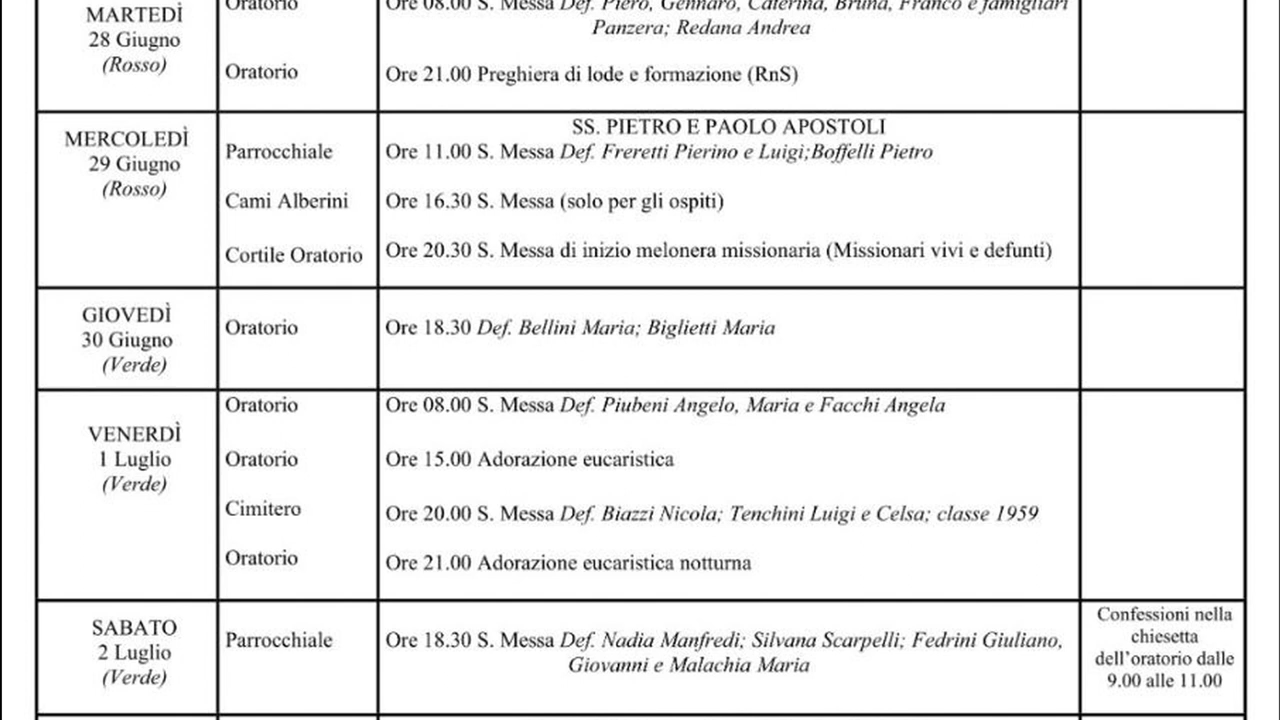 MARTEDÌ
28 Giugno
(Rosso)
Oratorio
Ore 08.00 S. Messa Def. Piero, Gennaro, Caterina, Bruna, Franco e famigliari
Panzera; Redana Andrea
Oratorio
Ore 21.00 Preghiera di lode e formazione (RnS)
MERCOLEDÌ
29 Giugno
(Rosso)
SS. PIETRO E PAOLO APOSTOLI
Parrocchiale
Ore 11.00 S. Messa Def. Freretti Pierino e Luigi;Boffelli Pietro
Cami Alberini
Ore 16.30 S. Messa (solo per gli ospiti)
Cortile Oratorio
Ore 20.30 S. Messa di inizio melonera missionaria (Missionari vivi e defunti)
GIOVEDÌ
30 Giugno
(Verde)
Oratorio
Ore 18.30 Def. Bellini Maria; Biglietti Maria
VENERDÌ
1 Luglio
(Verde)
Oratorio
Ore 08.00 S. Messa Def. Piubeni Angelo, Maria e Facchi Angela
Oratorio
Ore 15.00 Adorazione eucaristica
Cimitero
Ore 20.00 S. Messa Def. Biazzi Nicola; Tenchini Luigi e Celsa; classe 1959
Oratorio
Ore 21.00 Adorazione eucaristica notturna
SABATO
2 Luglio
(Verde)
Parrocchiale
Ore 18.30 S. Messa Def. Nadia Manfredi; Silvana Scarpelli; Fedrini Giuliano,
Giovanni e Malachia Maria
Confessioni nella
chiesetta
dell’oratorio dalle
9.00 alle 11.00